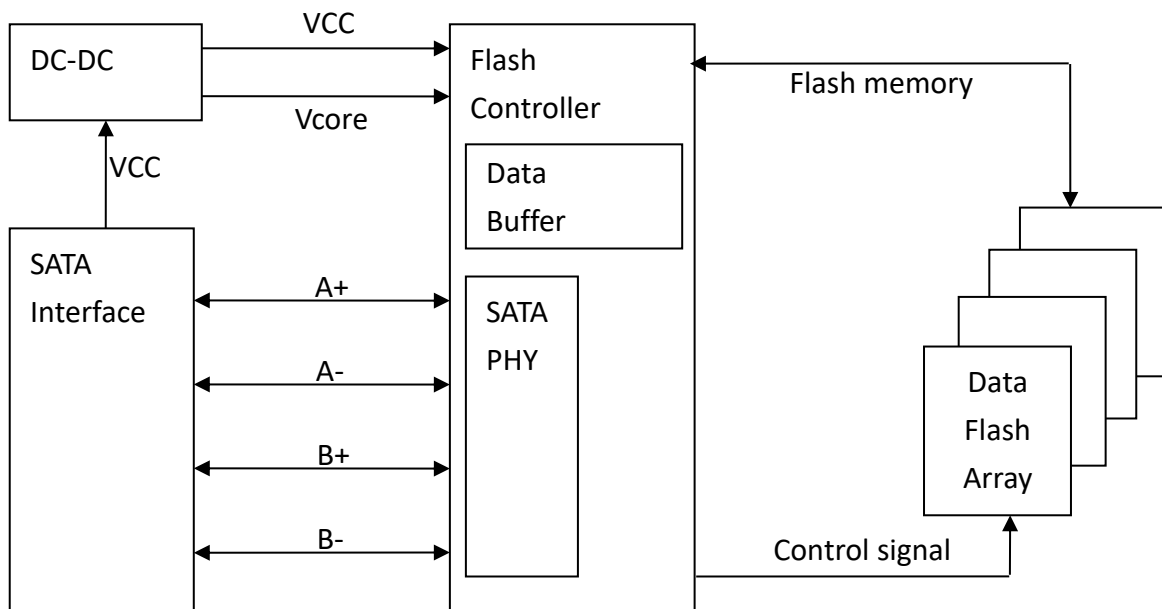 VCC
DC-DC
Flash
Controller
Flash memory
Vcore
VCC
Data
Buffer
SATA
Interface
A+
SATA
PHY
A-
Data
Flash
Array
B+
B-
Control signal